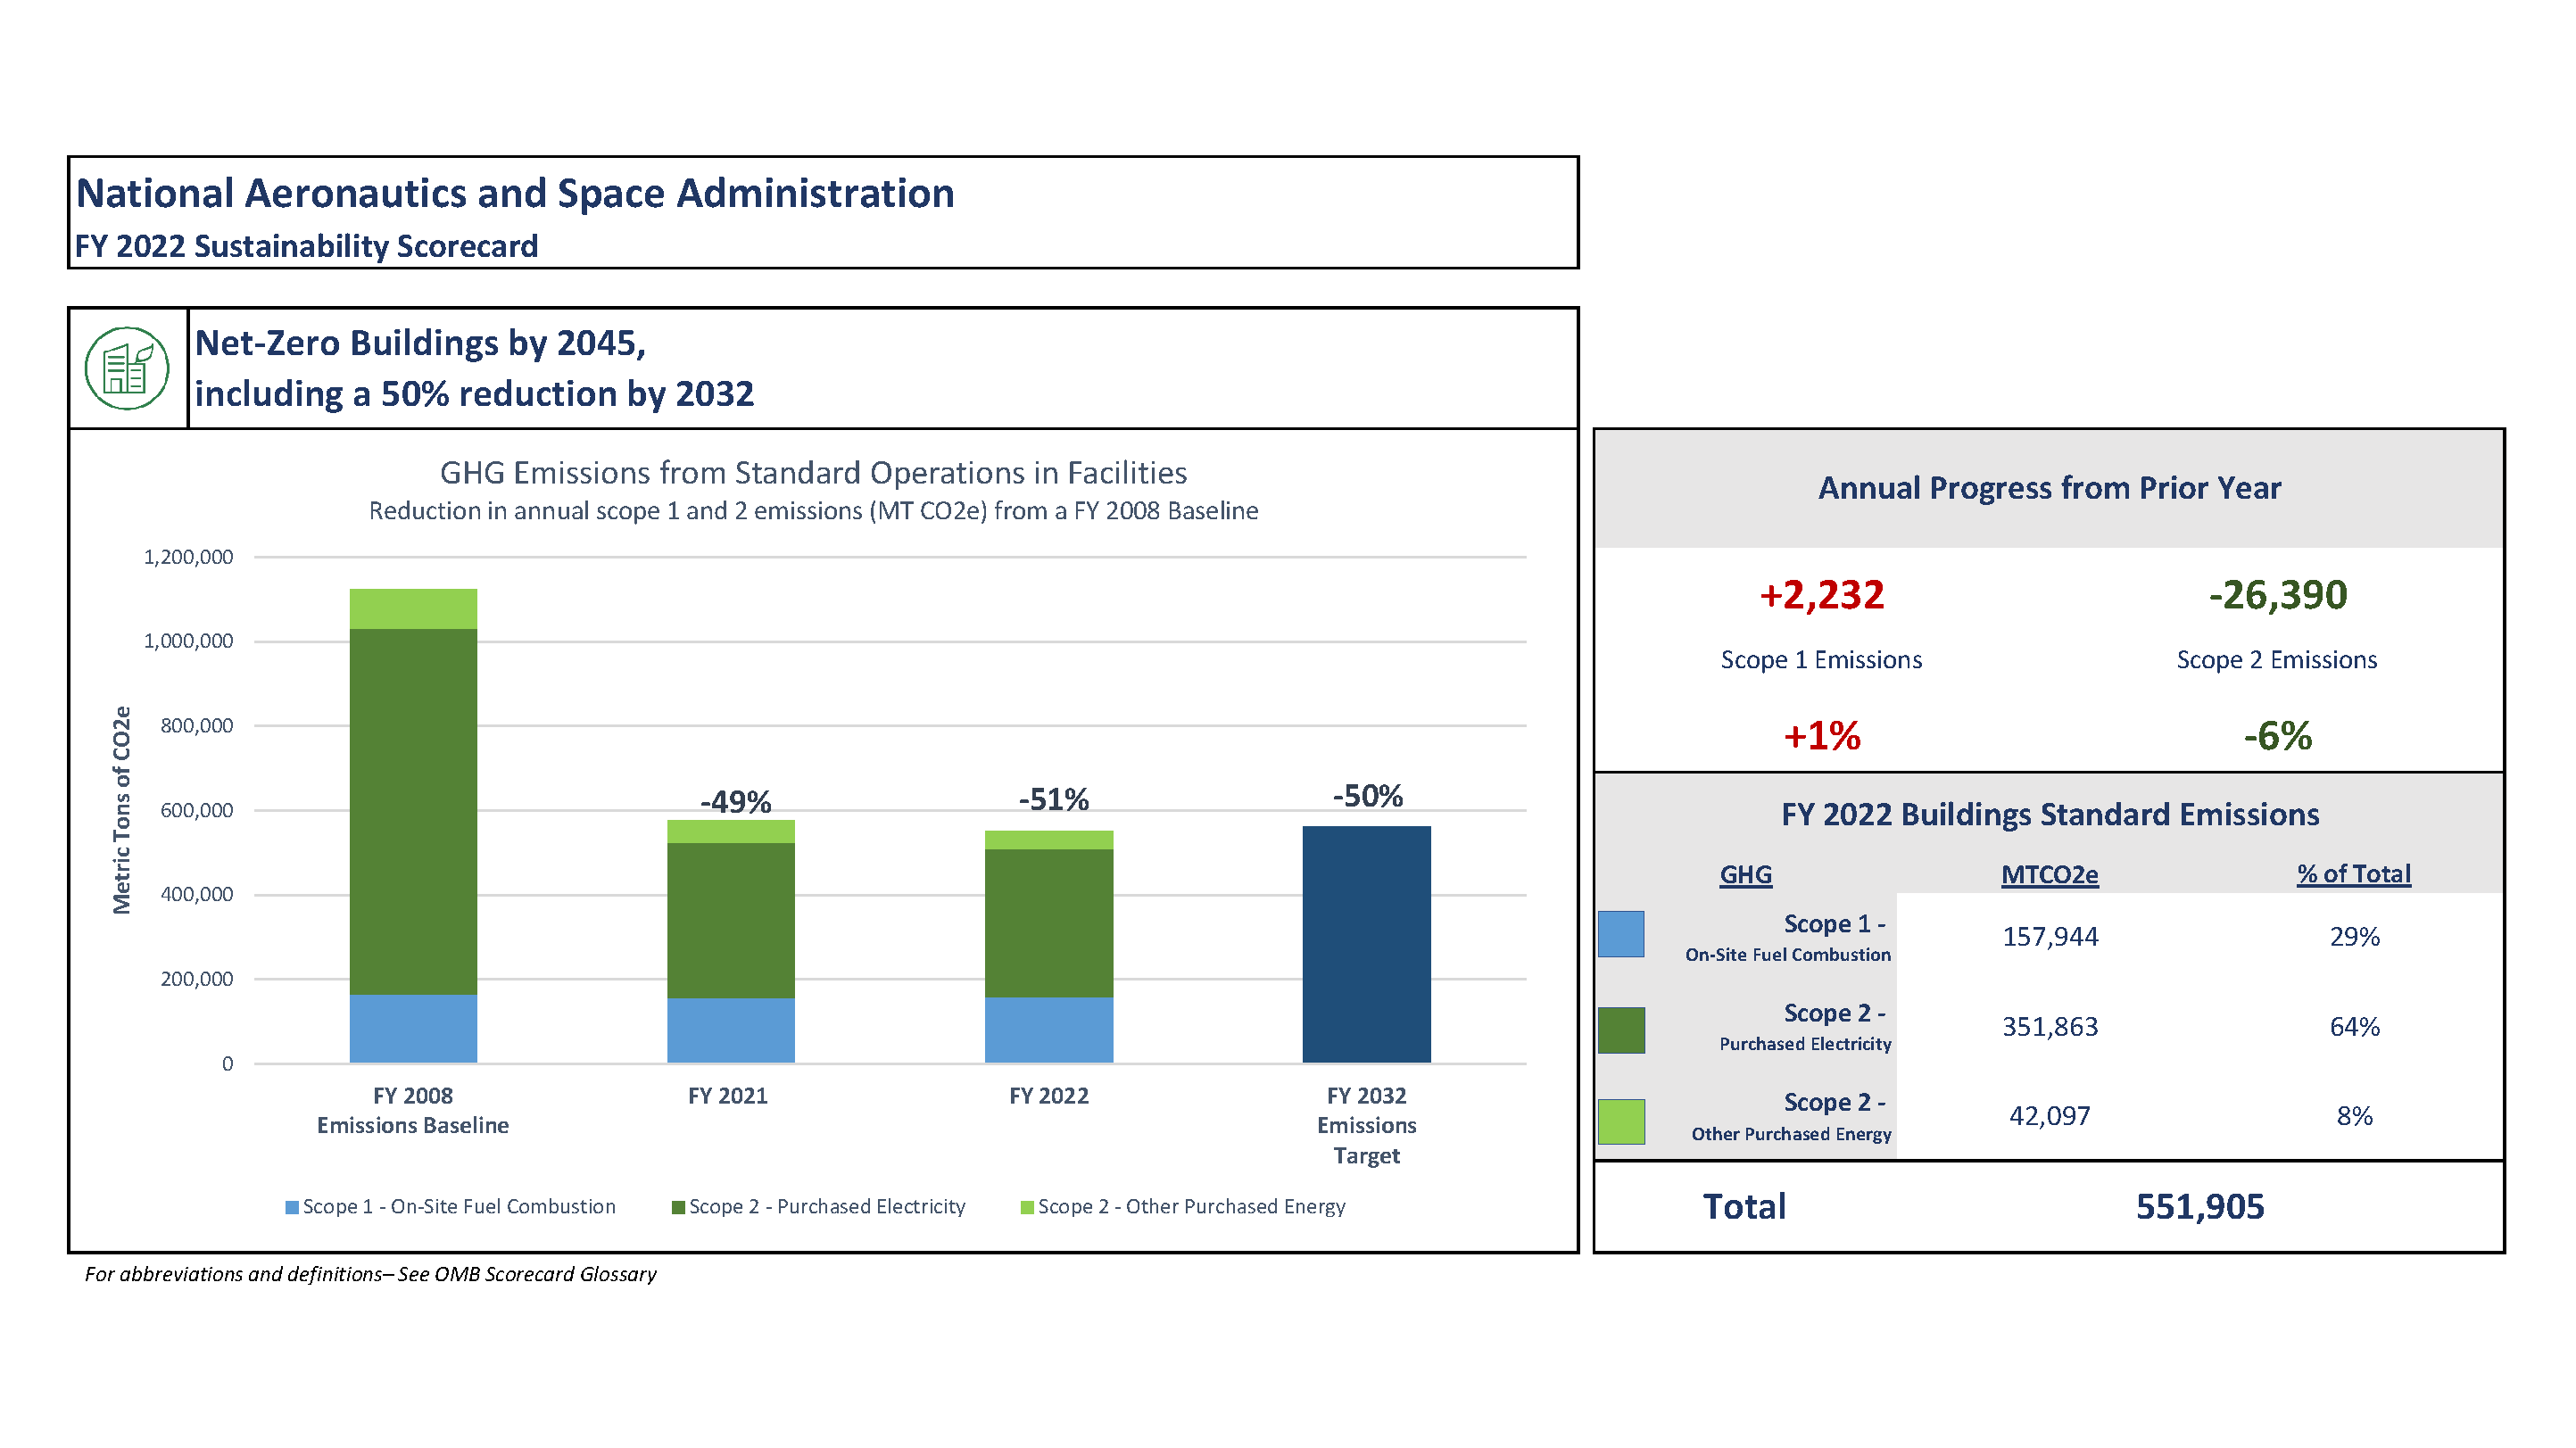 National Aeronautics and Space Administration
FY 2022 Sustainability Scorecard
Net-Zero Buildings by 2045,
including a 50% reduction by 2032
GHG Emissions from Standard Operations in Facilities
Reduction in annual scope 1 and 2 emissions (MT CO2e) from a FY 2008 Baseline
Metric Tons of CO2e
1,200,000
1,000,000
800,000
600,000
400,000
200,000
0
-49%
-51%
-50%
FY 2008
Emissions Baseline
FY 2021
FY 2022
FY 2032
Emissions
Target
Scope 1 - On-Site Fuel Combustion
Scope 2 - Purchased Electricity
Scope 2 - Other Purchased Energy
For abbreviations and definitions– See OMB Scorecard Glossary
Annual Progress from Prior Year
+2,232 -26,390
Scope 1 Emissions Scope 2 Emissions
+1% -6%
FY 2022 Buildings Standard Emissions
GHG MTCO2e % of Total
Scope 1 -
On-Site Fuel Combustion
157,944 29%
Scope 2 -
Purchased Electricity
351,863 64%
Scope 2 -
Other Purchased Energy
42,097 8%
Total 551,905